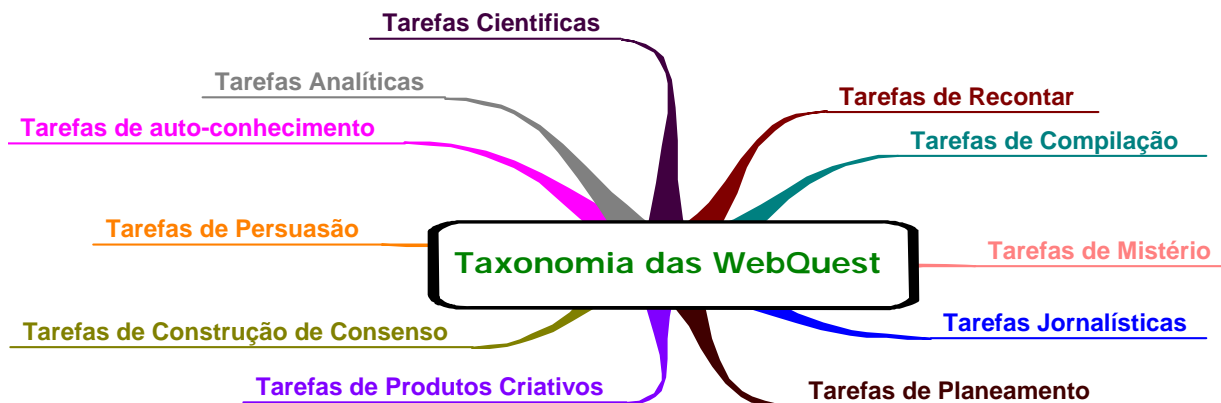 Tarefas Cientificas
Tarefas Analíticas
Tarefas de Recontar
Tarefas de auto-conhecimento
Tarefas de Compilação
Tarefas de Persuasão
Taxonomia das WebQuest
Tarefas de Mistério
Tarefas de Construção de Consenso
Tarefas Jornalísticas
Tarefas de Produtos Criativos
Tarefas de Planeamento